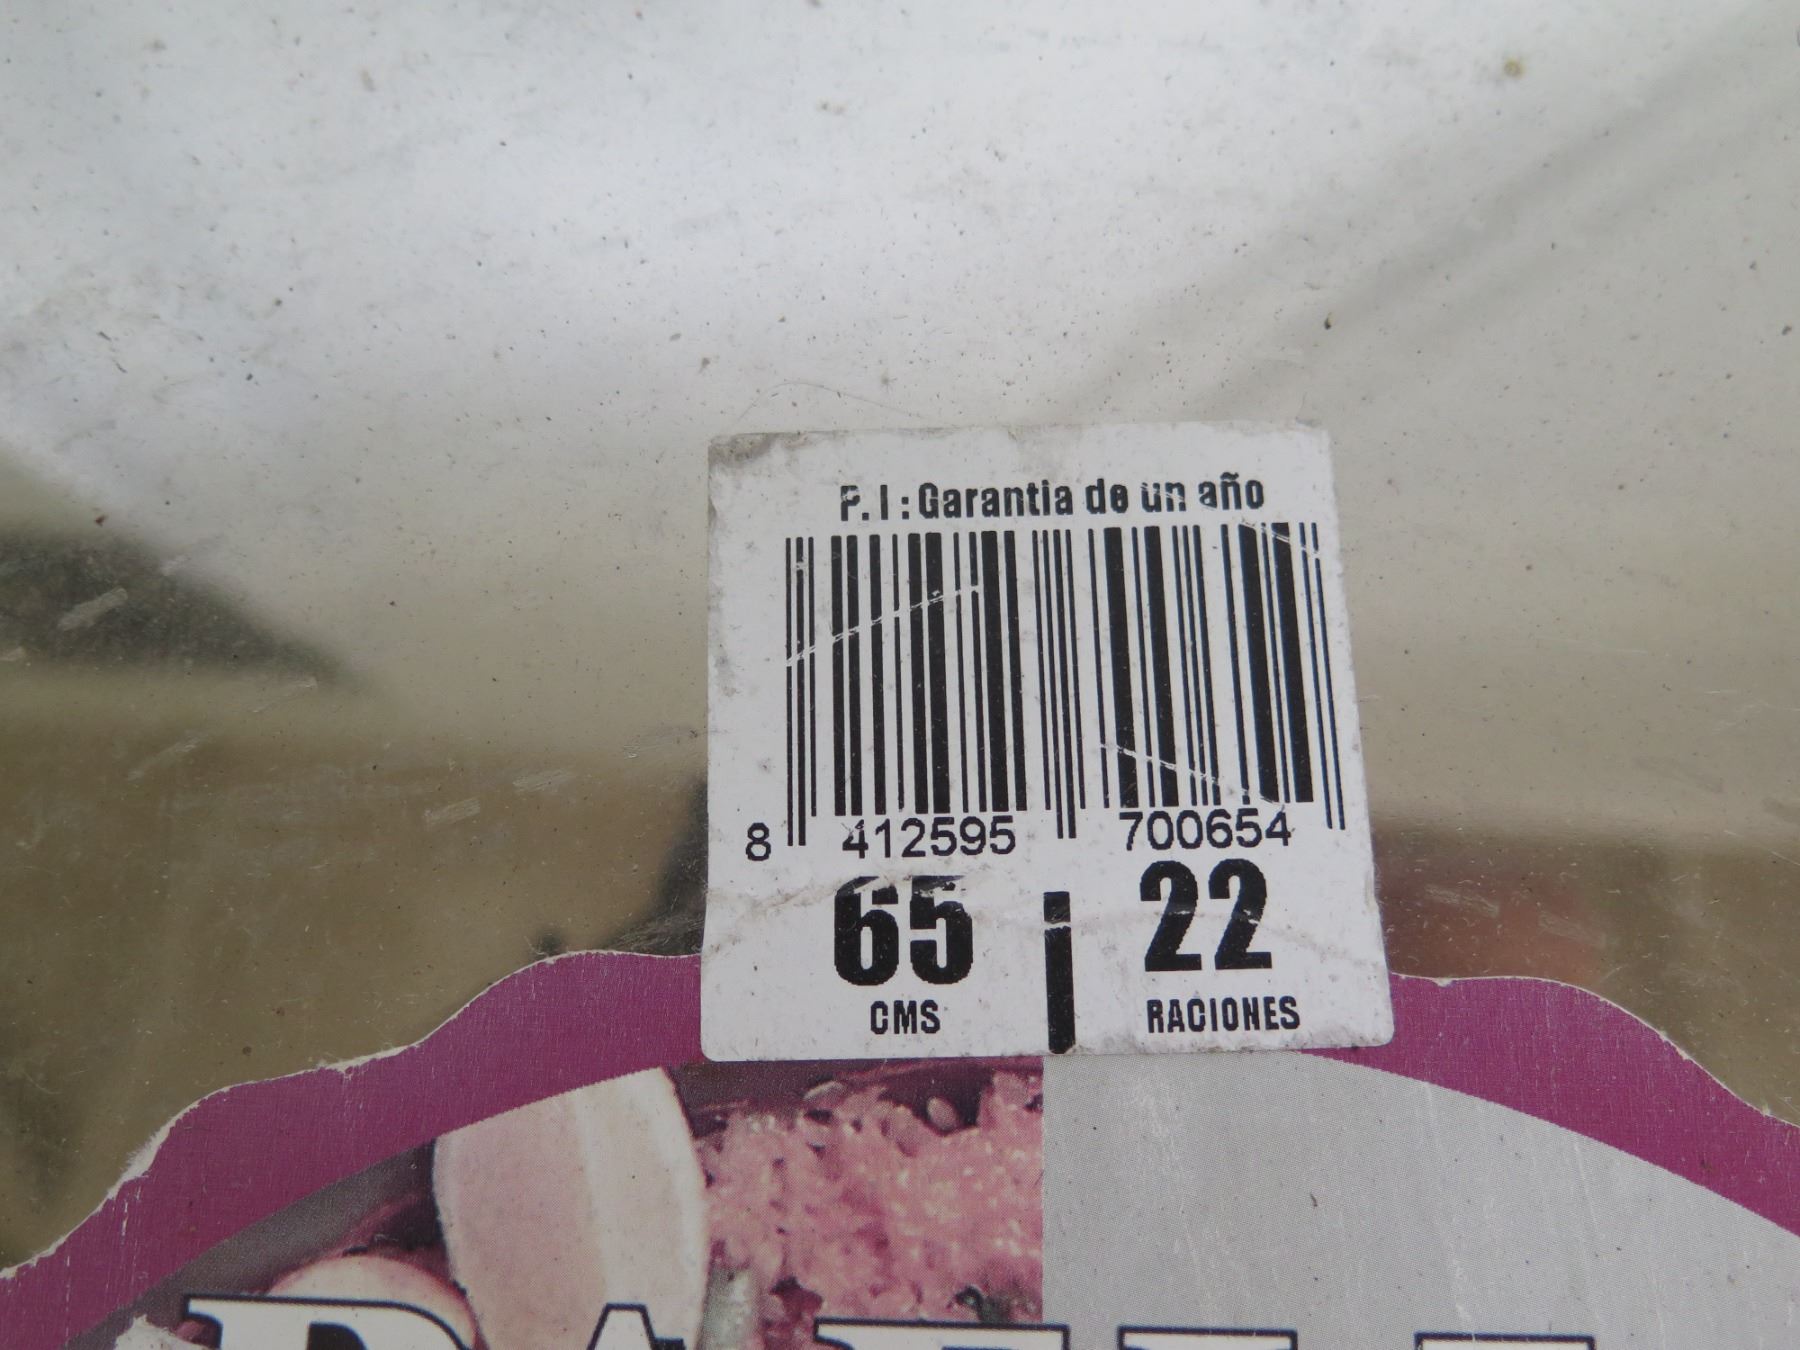 P.I: Garantia de un año
8 412595 700654
65 22
CMS RACIONES